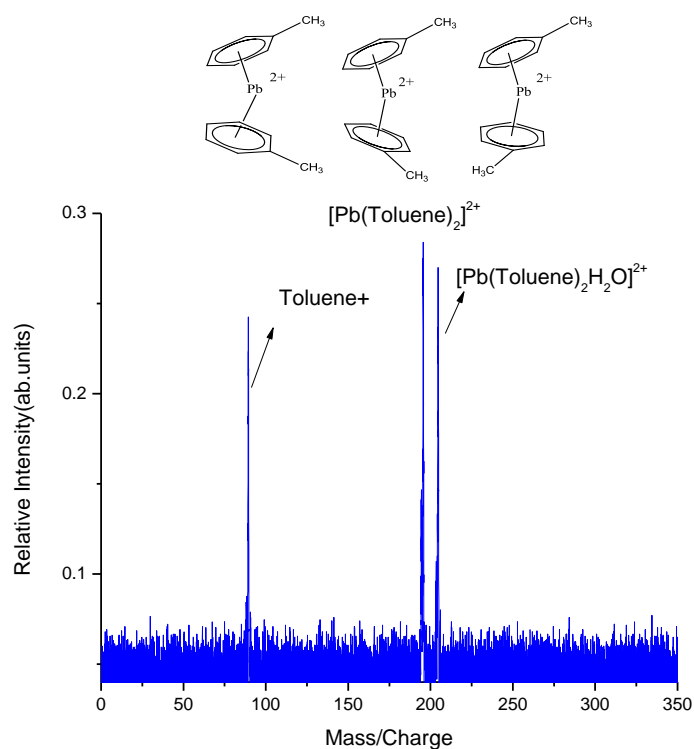 CH₃ CH₃ CH₃
2+ 2+ 2+
Pb Pb Pb
CH₃ CH₃ H₃C
[Pb(Toluene)₂]²⁺
[Pb(Toluene)₂H₂O]²⁺
Toluene+
Relative Intensity(ab.units)
0.3
0.2
0.1
0 50 100 150 200 250 300 350
Mass/Charge